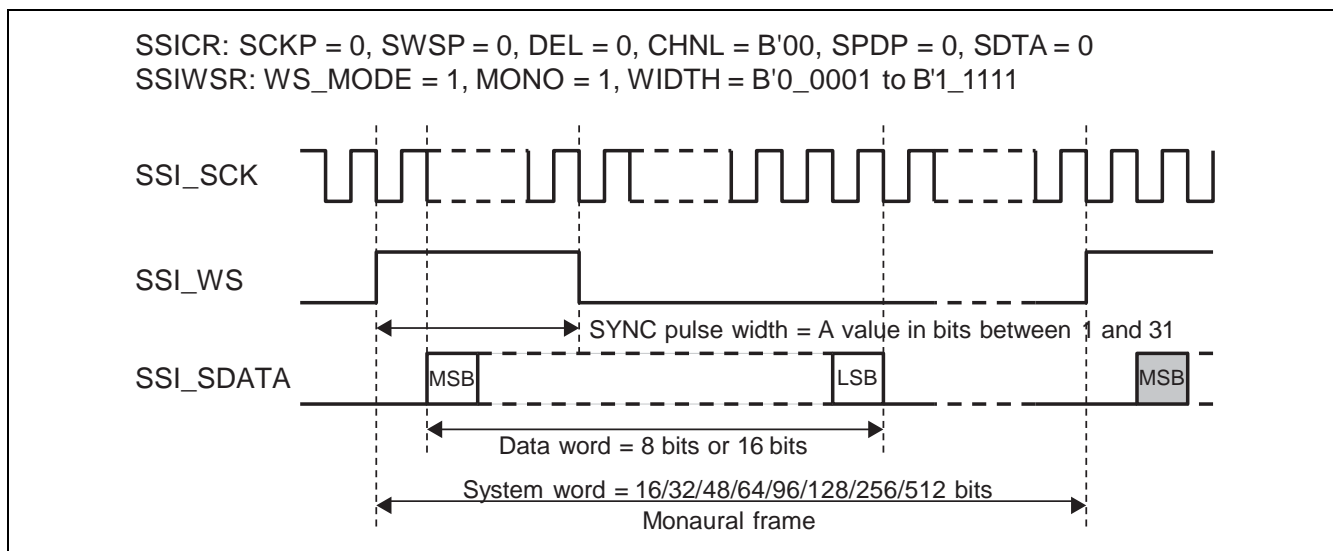 SSICR: SCKP = 0, SWSP = 0, DEL = 0, CHNL = B'00, SPDP = 0, SDTA = 0
SSIWSR: WS_MODE = 1, MONO = 1, WIDTH = B'0_0001 to B'1_1111
SSI_SCK
SSI_WS
SYNC pulse width = A value in bits between 1 and 31
SSI_SDATA
MSB
LSB
MSB
Data word = 8 bits or 16 bits
System word = 16/32/48/64/96/128/256/512 bits
Monaural frame